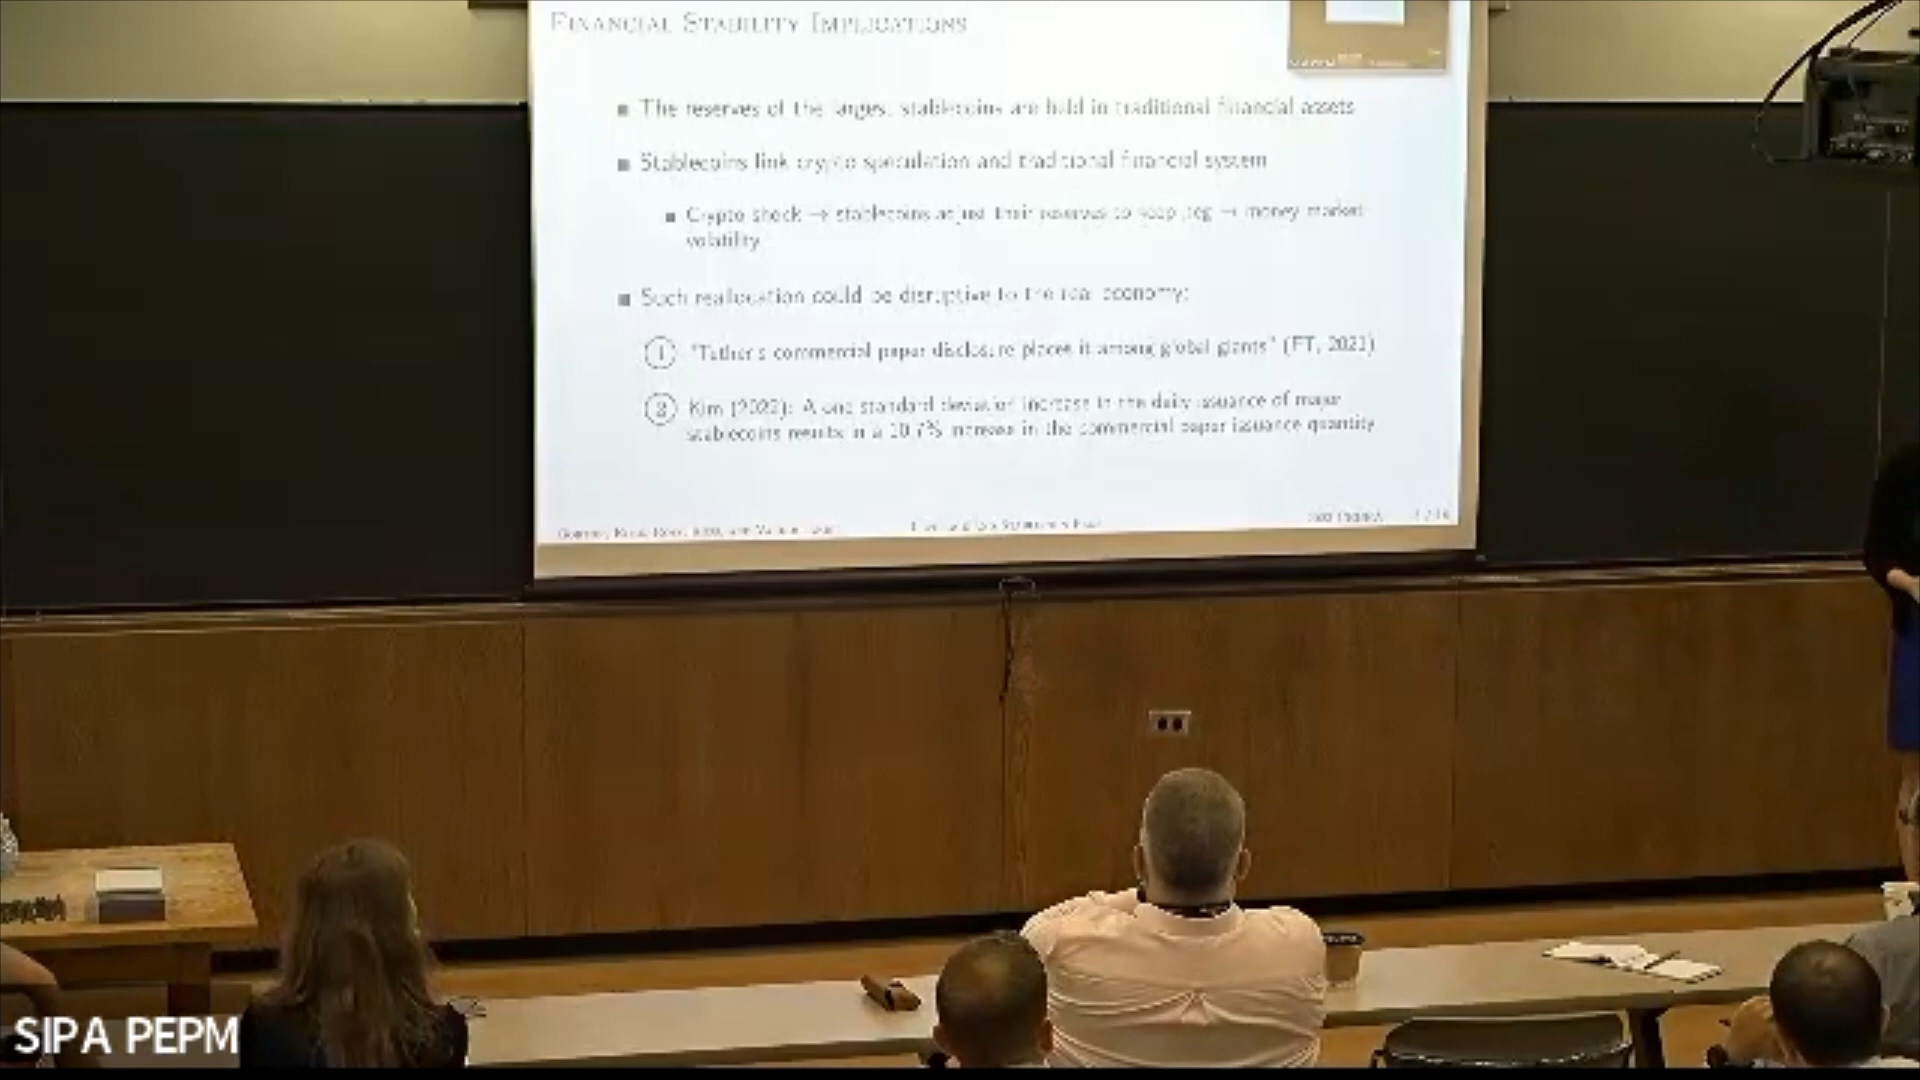 FINANCIAL STABILITY IMPLICATIONS
The reserves of the largest stablecoins are held in traditional financial assets
Stablecoins link crypto speculation and traditional financial system
Crypto shock → stablecoins adjust their reserves to keep peg → money market
volatility
Such reallocation could be disruptive to the real economy:
1 "Tether's commercial paper disclosure places it among global giants" (FT, 2021)
2 Kim (2022): A one standard deviation increase in the daily issuance of major
stablecoins results in a 10.7% increase in the commercial paper issuance quantity
SIPA PEPM